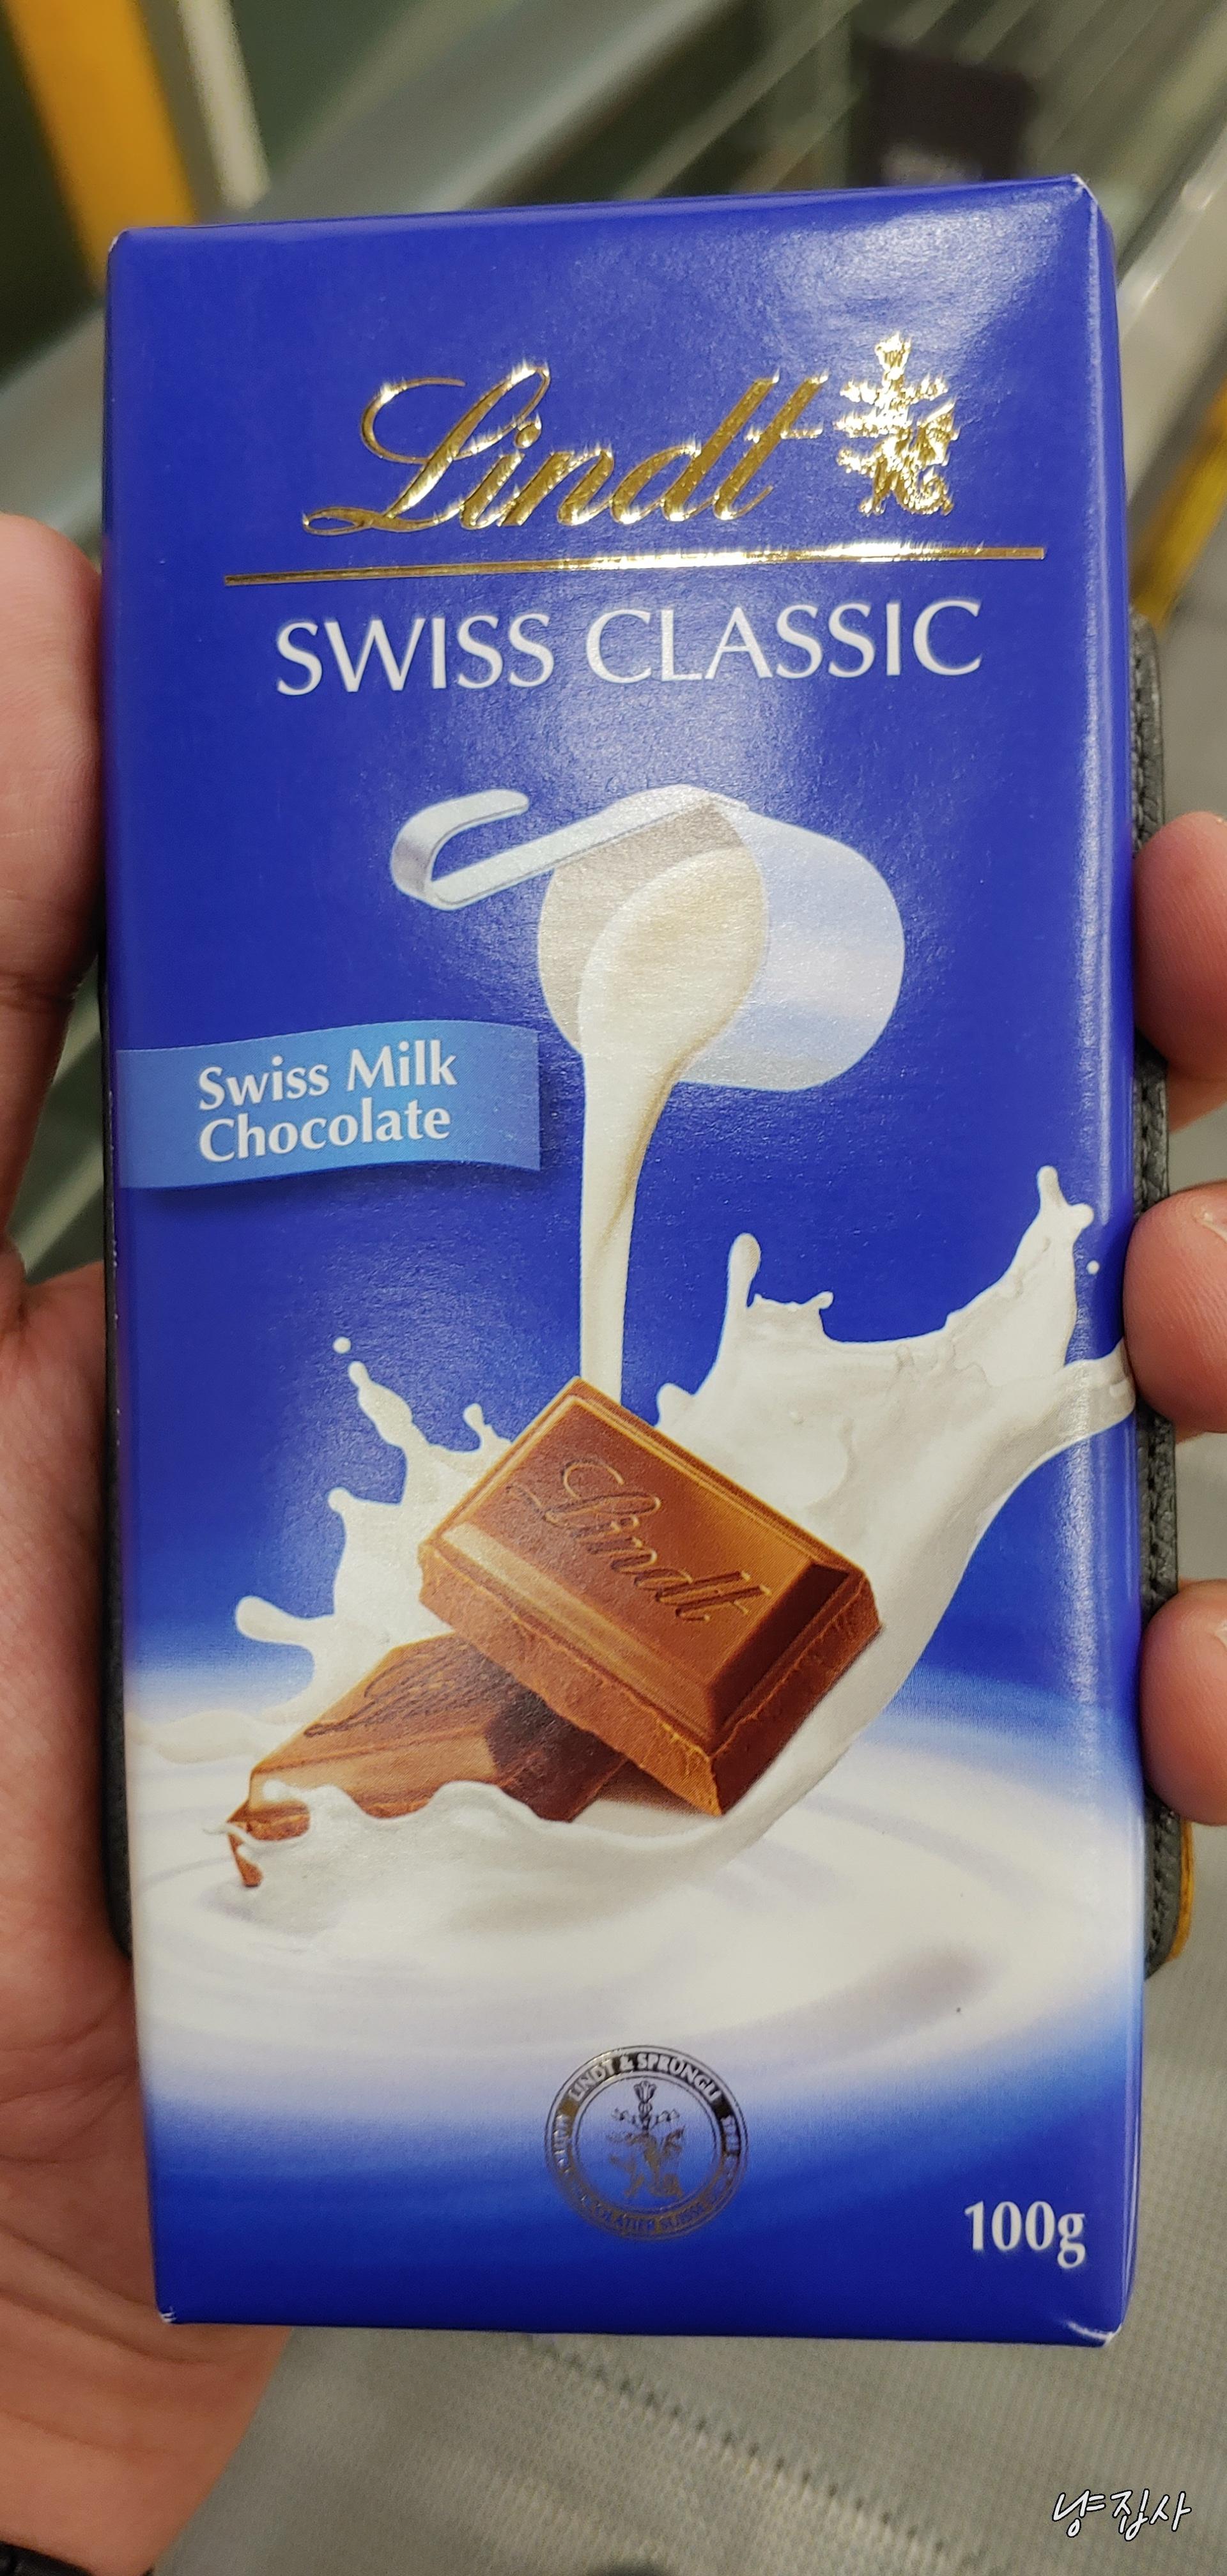 Lindt
SWISS CLASSIC
Swiss Milk
Chocolate
Lindt
LINDT & SPRÜNGLI
100g
냥집사